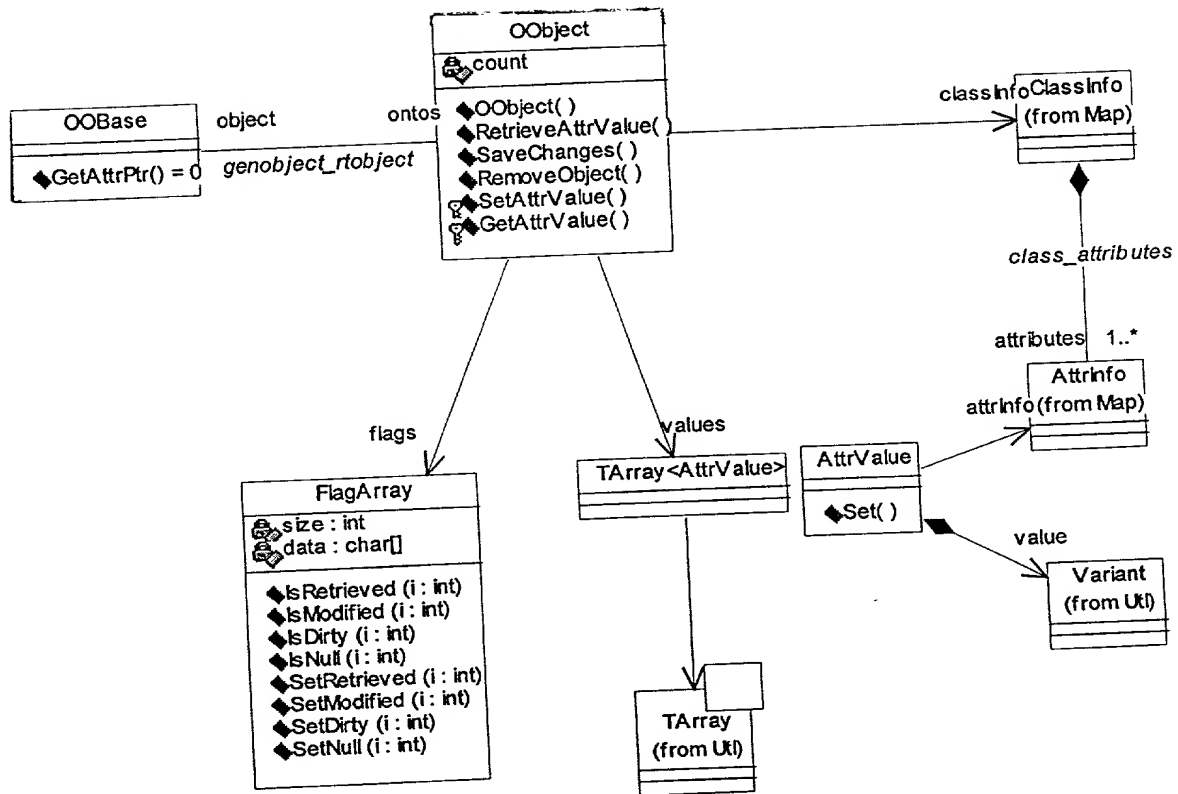 OObject
count
OObject( )
RetrieveAttrValue( )
SaveChanges( )
RemoveObject( )
SetAttrValue( )
GetAttrValue( )
OOBase
GetAttrPtr() = 0
object
ontos
genobject_rtobject
classInfo
ClassInfo
(from Map)
class_attributes
attributes 1..*
AttrInfo
(from Map)
attrInfo
flags
values
FlagArray
size : int
data : char[]
IsRetrieved (i : int)
IsModified (i : int)
IsDirty (i : int)
IsNull (i : int)
SetRetrieved (i : int)
SetModified (i : int)
SetDirty (i : int)
SetNull (i : int)
TArray<AttrValue>
AttrValue
Set( )
value
Variant
(from Utl)
TArray
(from Utl)